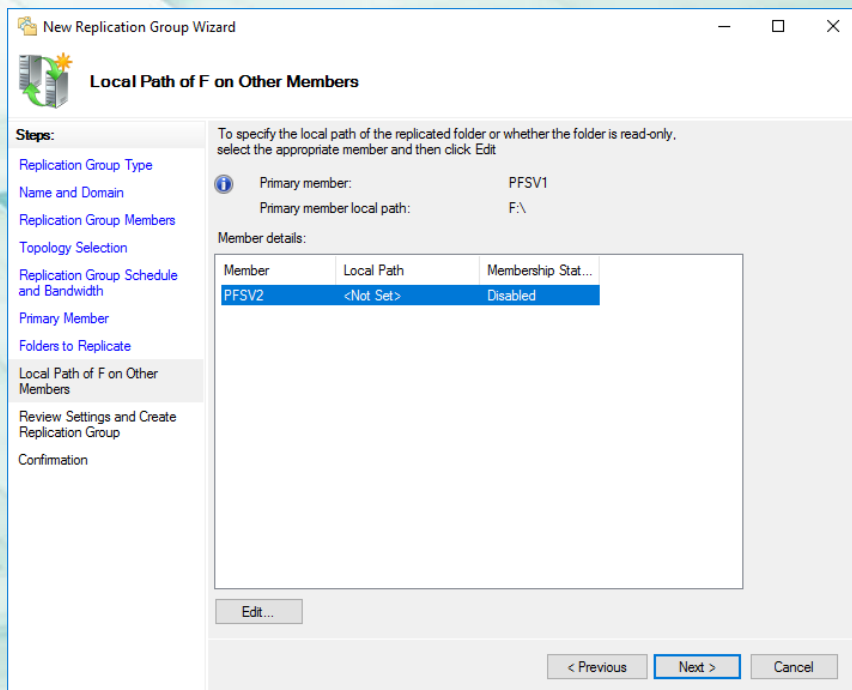 New Replication Group Wizard
Local Path of F on Other Members
Steps:
Replication Group Type
Name and Domain
Replication Group Members
Topology Selection
Replication Group Schedule
and Bandwidth
Primary Member
Folders to Replicate
Local Path of F on Other
Members
Review Settings and Create
Replication Group
Confirmation
To specify the local path of the replicated folder or whether the folder is read-only,
select the appropriate member and then click Edit
Primary member: PFSV1
Primary member local path: F:\
Member details:
Member Local Path Membership Stat...
PFSV2 <Not Set> Disabled
Edit...
< Previous Next > Cancel